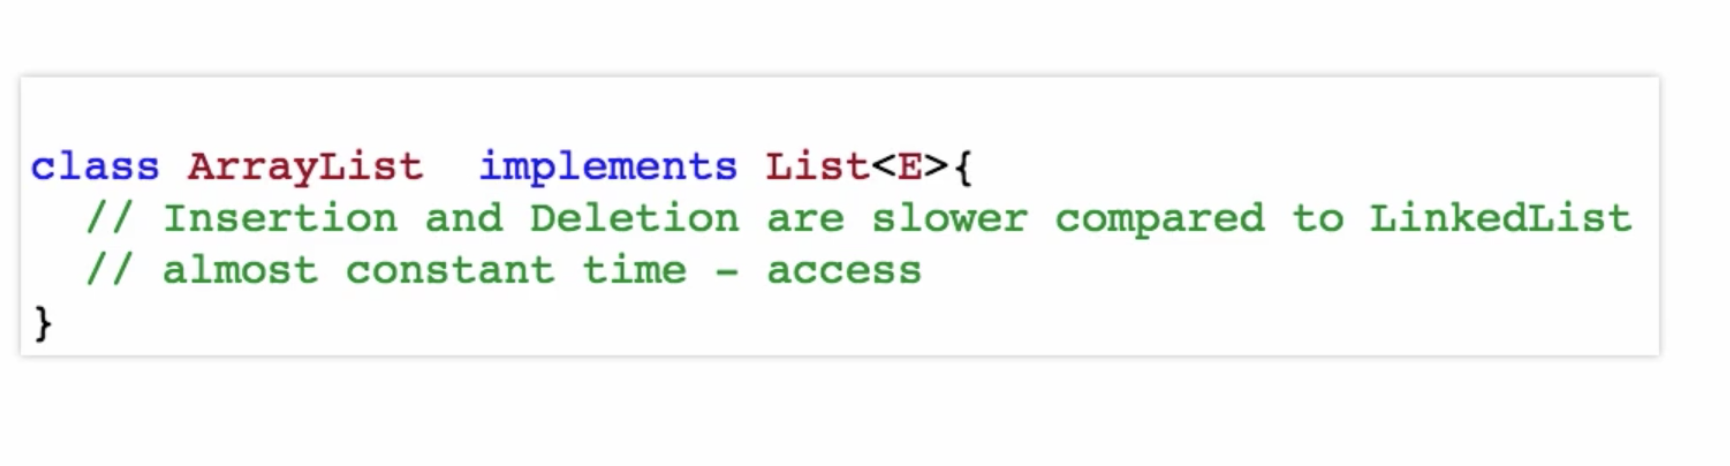 class ArrayList  implements List<E>{
  // Insertion and Deletion are slower compared to LinkedList
  // almost constant time - access
}